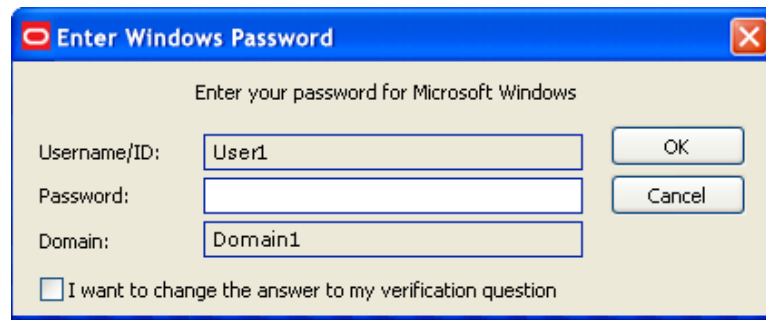 Enter Windows Password
Enter your password for Microsoft Windows
Username/ID: User1 OK
Password: Cancel
Domain: Domain1
I want to change the answer to my verification question